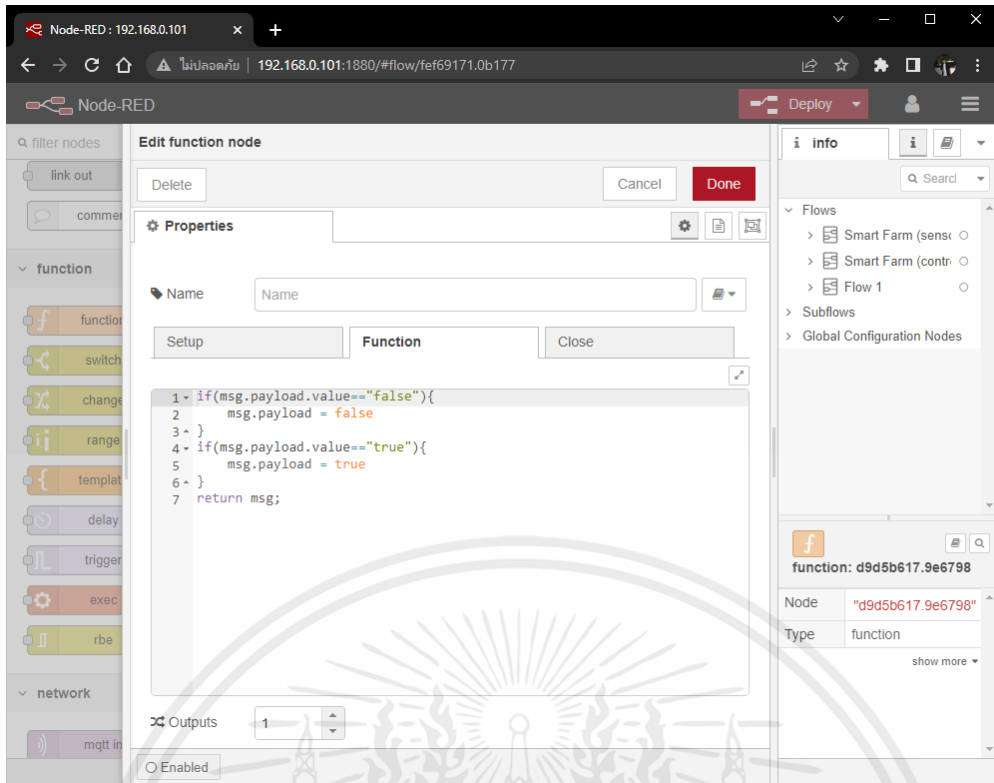 Node-RED : 192.168.0.101
ไม่ปลอดภัย 192.168.0.101:1880/#flow/fef69171.0b177
Node-RED
Deploy
filter nodes
link out
commen
function
function
switch
change
range
templat
delay
trigger
exec
rbe
network
mqtt in
Edit function node
Delete
Cancel
Done
Properties
Name
Name
Setup
Function
Close
1 if(msg.payload.value=="false"){
2 msg.payload = false
3 }
4 if(msg.payload.value=="true"){
5 msg.payload = true
6 }
7 return msg;
Outputs
1
Enabled
i info
i
Searcl
Flows
Smart Farm (senso
Smart Farm (contr
Flow 1
Subflows
Global Configuration Nodes
function: d9d5b617.9e6798
Node "d9d5b617.9e6798"
Type function
show more